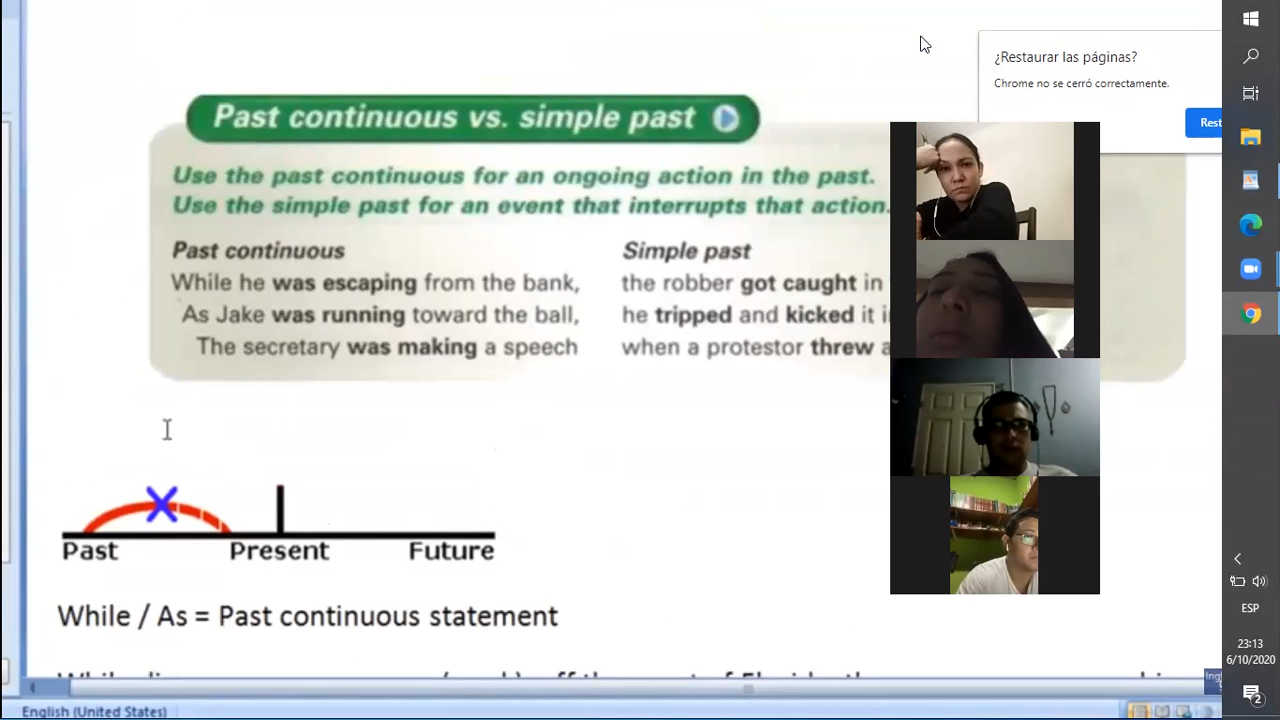 Past continuous vs. simple past
Use the past continuous for an ongoing action in the past.
Use the simple past for an event that interrupts that action.
Past continuous
Simple past
While he was escaping from the bank,
the robber got caught in
As Jake was running toward the ball,
he tripped and kicked it
The secretary was making a speech
when a protestor threw
Past
Present
Future
While / As = Past continuous statement
English (United States)
¿Restaurar las páginas?
Chrome no se cerró correctamente.
Rest
ESP
23:13
6/10/2020
2